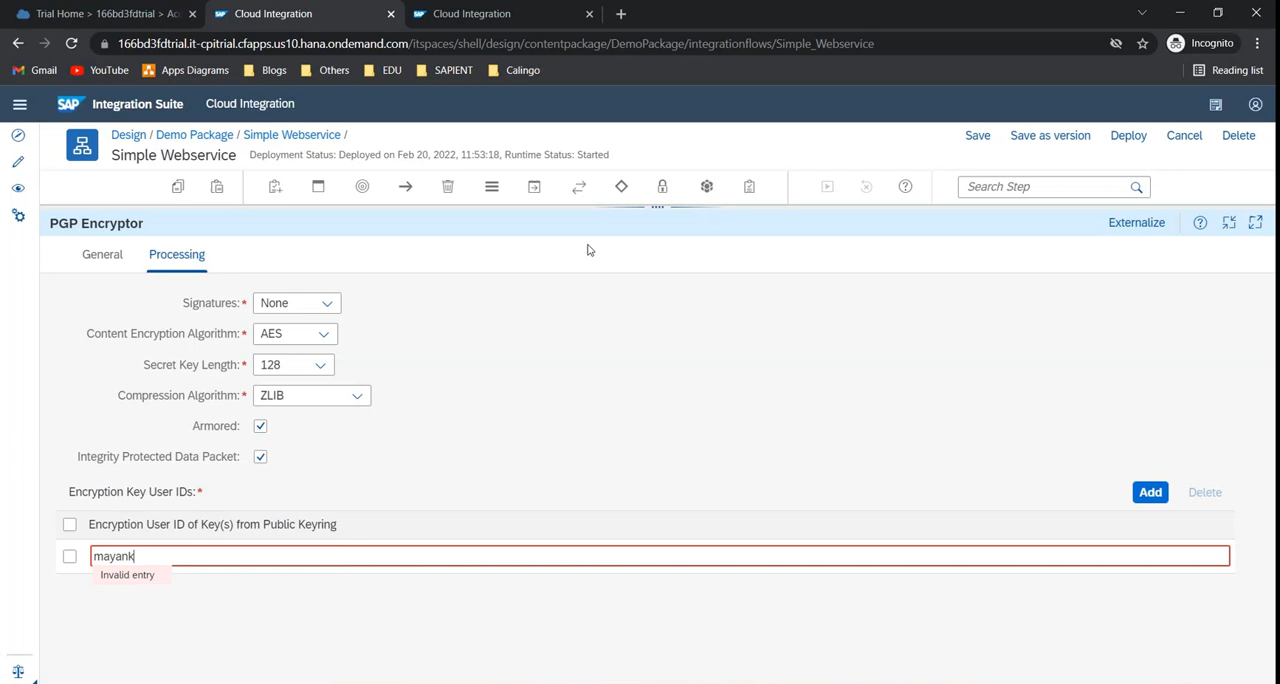 Trial Home > 166bd3fdtrial > Ac
Cloud Integration
Cloud Integration
166bd3fdtrial.it-cpitrial.cfapps.us10.hana.ondemand.com/itspaces/shell/design/contentpackage/DemoPackage/integrationflows/Simple_Webservice
Incognito
Gmail YouTube Apps Diagrams Blogs Others EDU SAPIENT Calingo Reading list
SAP Integration Suite Cloud Integration
Design / Demo Package / Simple Webservice /
Save Save as version Deploy Cancel Delete
Simple Webservice Deployment Status: Deployed on Feb 20, 2022, 11:53:18, Runtime Status: Started
Search Step
PGP Encryptor
Externalize
General Processing
Signatures:* None
Content Encryption Algorithm:* AES
Secret Key Length:* 128
Compression Algorithm:* ZLIB
Armored:
Integrity Protected Data Packet:
Encryption Key User IDs:*
Add Delete
Encryption User ID of Key(s) from Public Keyring
mayank
Invalid entry